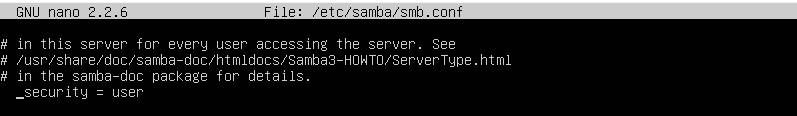 GNU nano 2.2.6 File: /etc/samba/smb.conf
# in this server for every user accessing the server. See
# /usr/share/doc/samba-doc/htmldocs/Samba3-HOWTO/ServerType.html
# in the samba-doc package for details.
_security = user